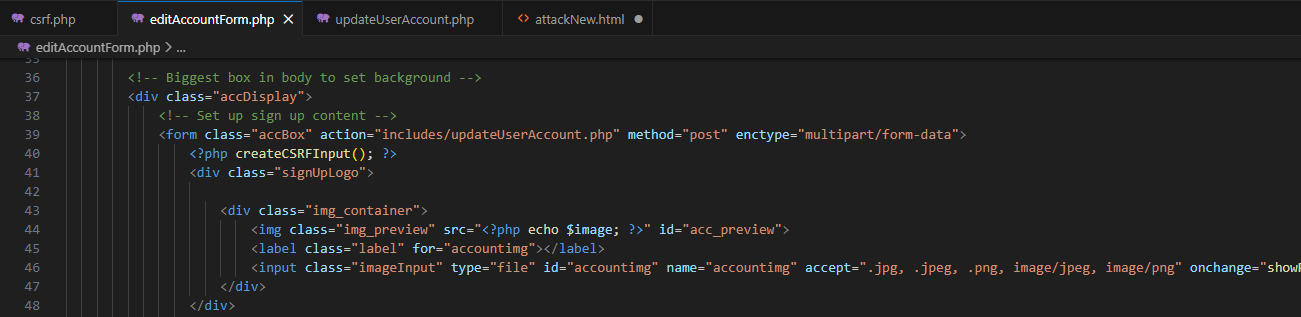 csrf.php editAccountForm.php updateUserAccount.php attackNew.html
editAccountForm.php > ...
35
36 <!-- Biggest box in body to set background -->
37 <div class="accDisplay">
38 <!-- Set up sign up content -->
39 <form class="accBox" action="includes/updateUserAccount.php" method="post" enctype="multipart/form-data">
40 <?php createCSRFInput(); ?>
41 <div class="signUpLogo">
42
43 <div class="img_container">
44 <img class="img_preview" src="<?php echo $image; ?>" id="acc_preview">
45 <label class="label" for="accountimg"></label>
46 <input class="imageInput" type="file" id="accountimg" name="accountimg" accept=".jpg, .jpeg, .png, image/jpeg, image/png" onchange="show
47 </div>
48 </div>